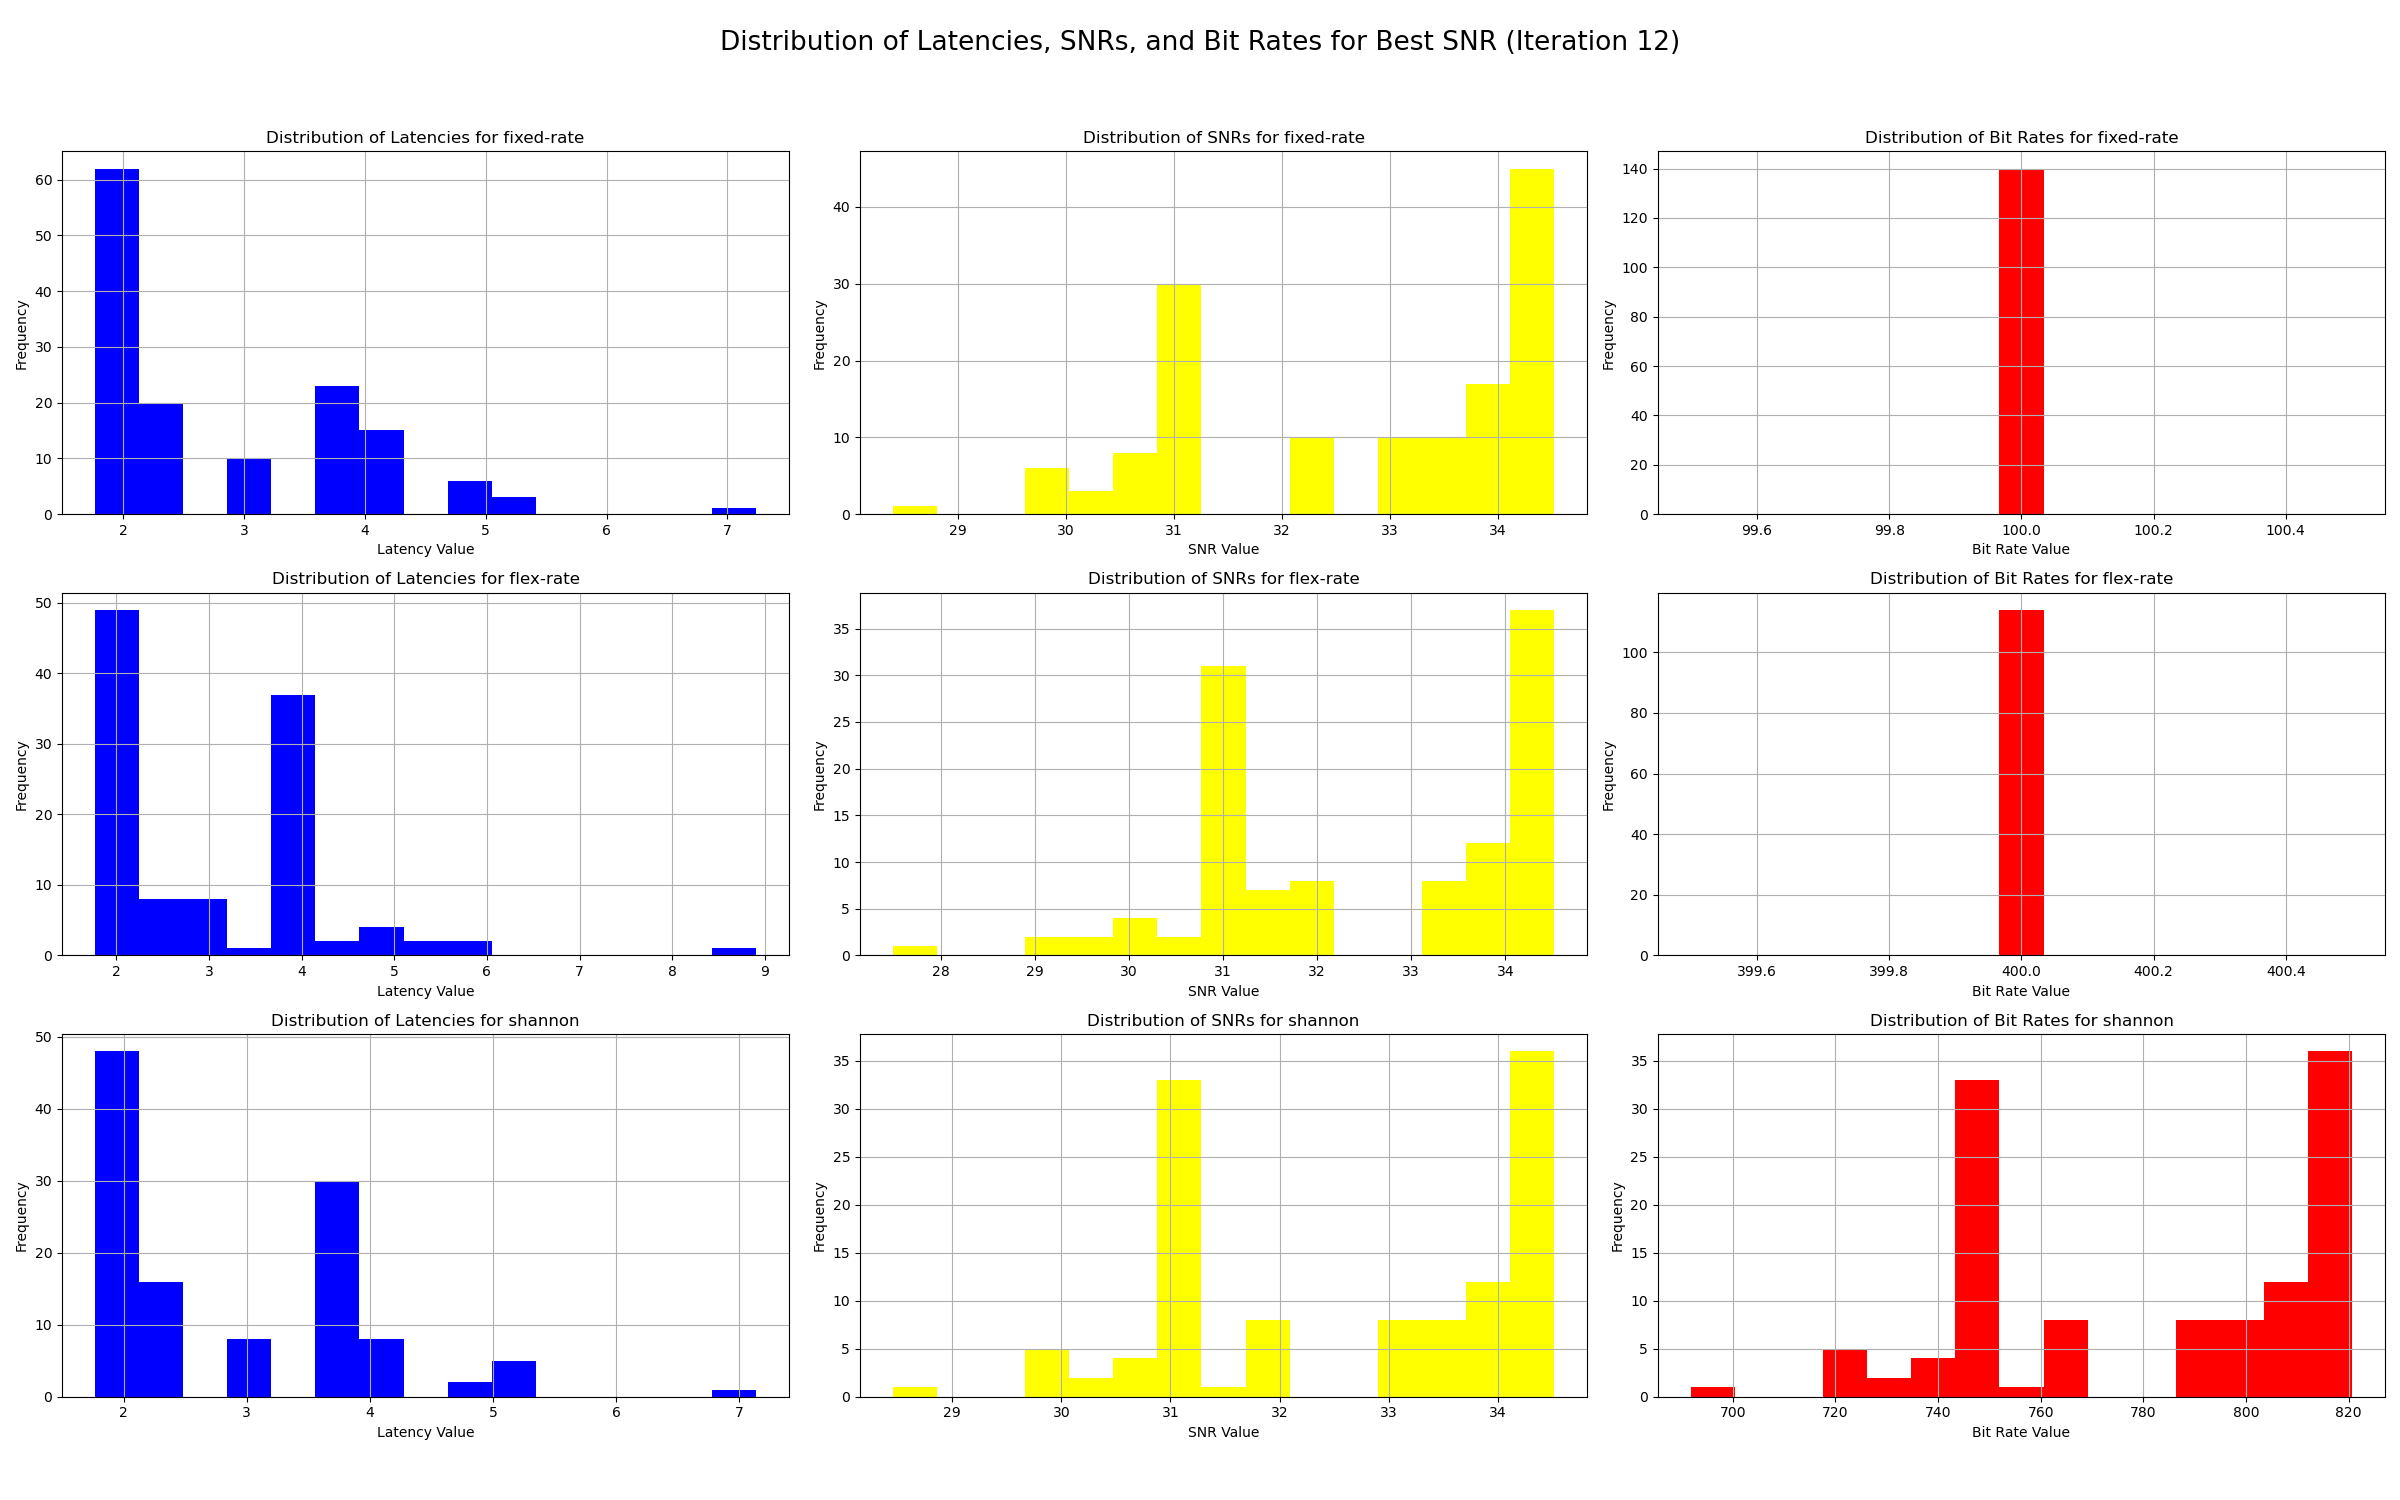 Distribution of Latencies, SNRs, and Bit Rates for Best SNR (Iteration 12)
Distribution of Latencies for fixed-rate
Frequency
60
50
40
30
20
10
0
2 3 4 5 6 7
Latency Value
Distribution of SNRs for fixed-rate
Frequency
40
30
20
10
0
29 30 31 32 33 34
SNR Value
Distribution of Bit Rates for fixed-rate
Frequency
140
120
100
80
60
40
20
0
99.6 99.8 100.0 100.2 100.4
Bit Rate Value
Distribution of Latencies for flex-rate
Frequency
50
40
30
20
10
0
2 3 4 5 6 7 8 9
Latency Value
Distribution of SNRs for flex-rate
Frequency
35
30
25
20
15
10
5
0
28 29 30 31 32 33 34
SNR Value
Distribution of Bit Rates for flex-rate
Frequency
100
80
60
40
20
0
399.6 399.8 400.0 400.2 400.4
Bit Rate Value
Distribution of Latencies for shannon
Frequency
50
40
30
20
10
0
2 3 4 5 6 7
Latency Value
Distribution of SNRs for shannon
Frequency
35
30
25
20
15
10
5
0
29 30 31 32 33 34
SNR Value
Distribution of Bit Rates for shannon
Frequency
35
30
25
20
15
10
5
0
700 720 740 760 780 800 820
Bit Rate Value